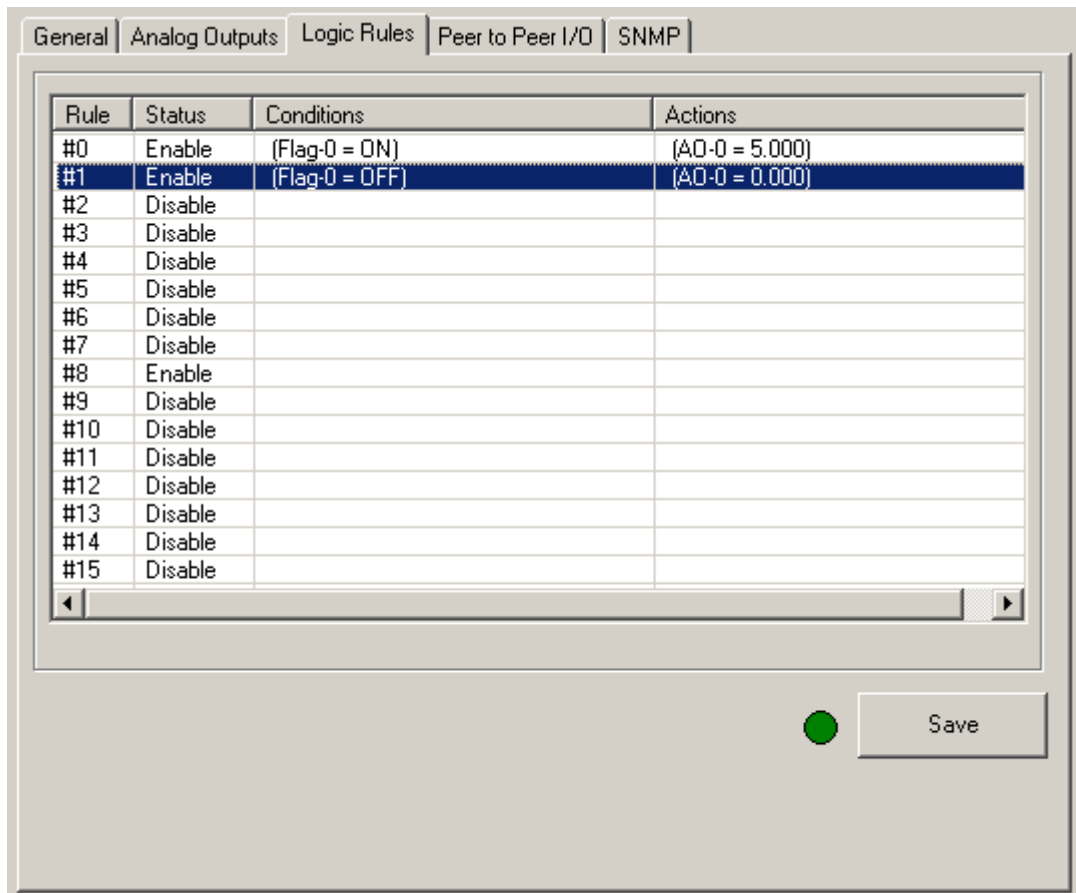 General Analog Outputs Logic Rules Peer to Peer I/O SNMP
Rule Status Conditions Actions
#0 Enable (Flag-0 = ON) (AO-0 = 5.000)
#1 Enable (Flag-0 = OFF) (AO-0 = 0.000)
#2 Disable
#3 Disable
#4 Disable
#5 Disable
#6 Disable
#7 Disable
#8 Enable
#9 Disable
#10 Disable
#11 Disable
#12 Disable
#13 Disable
#14 Disable
#15 Disable
Save